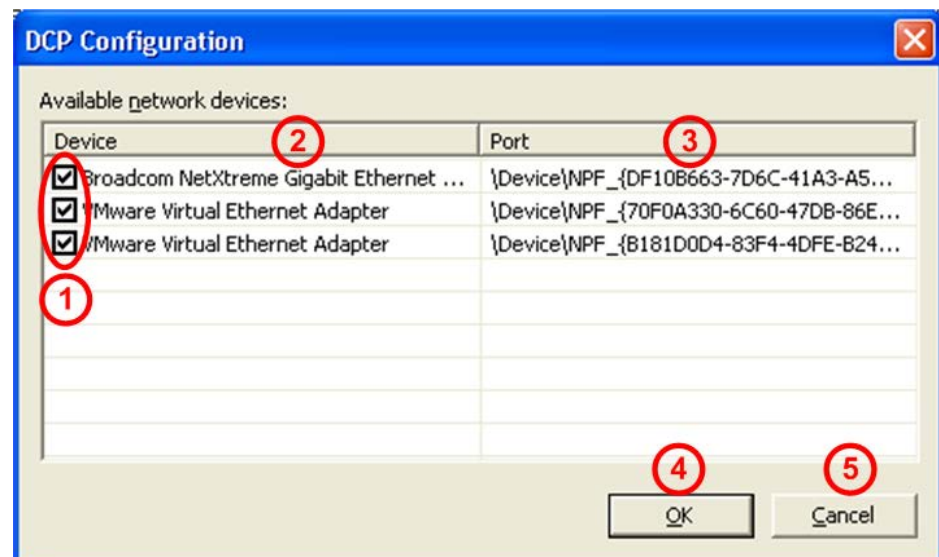 DCP Configuration
Available network devices:
Device 2 Port 3
Broadcom NetXtreme Gigabit Ethernet ... \Device\NPF_{DF10B663-7D6C-41A3-A5...
VMware Virtual Ethernet Adapter \Device\NPF_{70F0A330-6C60-47DB-86E...
VMware Virtual Ethernet Adapter \Device\NPF_{B181D0D4-83F4-4DFE-B24...
1
4 5
OK Cancel